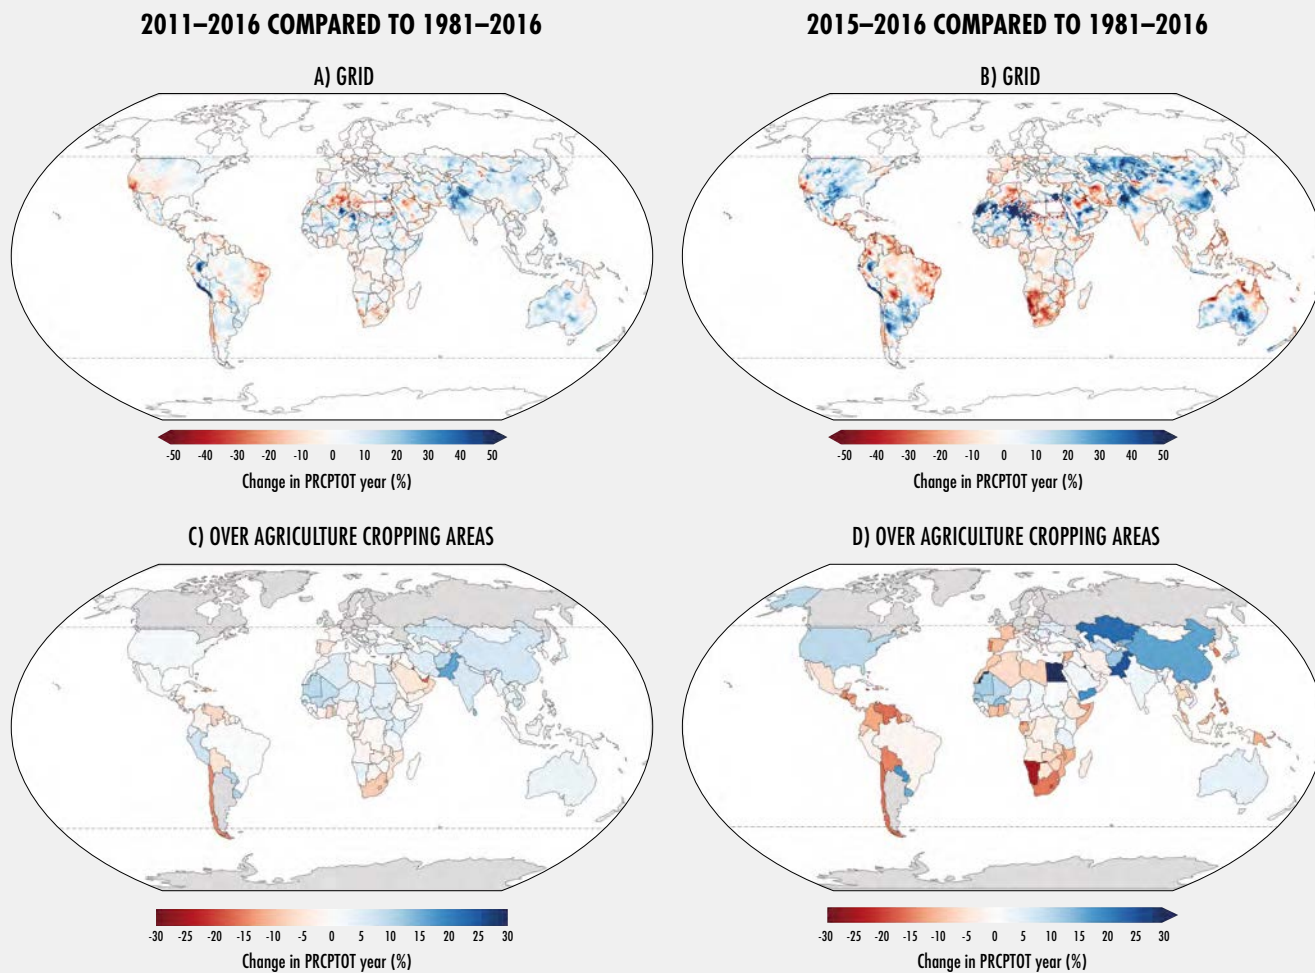 2011–2016 COMPARED TO 1981–2016
2015–2016 COMPARED TO 1981–2016
A) GRID
B) GRID
-50 -40 -30 -20 -10 0 10 20 30 40 50
Change in PRCPTOT year (%)
-50 -40 -30 -20 -10 0 10 20 30 40 50
Change in PRCPTOT year (%)
C) OVER AGRICULTURE CROPPING AREAS
D) OVER AGRICULTURE CROPPING AREAS
-30 -25 -20 -15 -10 -5 0 5 10 15 20 25 30
Change in PRCPTOT year (%)
-30 -25 -20 -15 -10 -5 0 5 10 15 20 25 30
Change in PRCPTOT year (%)